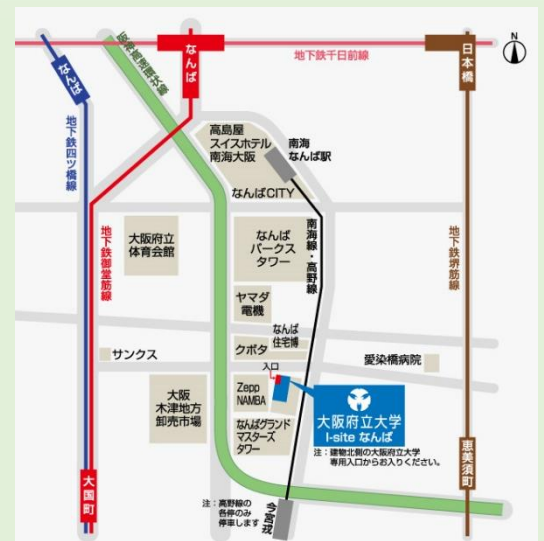 なんば
なんば
日本橋
N
地下鉄千日前線
阪神高速環状線
地下鉄四ツ橋線
高島屋
スイスホテル
南海大阪
南海
なんば駅
なんばCITY
大阪府立
体育会館
地下鉄御堂筋線
なんば
パークス
タワー
南海線・高野線
地下鉄堺筋線
ヤマダ
電機
なんば
住宅博
クボタ
サンクス
入口
愛染橋病院
大阪
木津地方
卸売市場
Zepp
NAMBA
大阪府立大学
I-site なんば
なんばグランド
マスターズ
タワー
注：建物北側の大阪府立大学
専用入口からお入りください。
大国町
恵美須町
注：高野線の
各停のみ
停車します
今宮戎